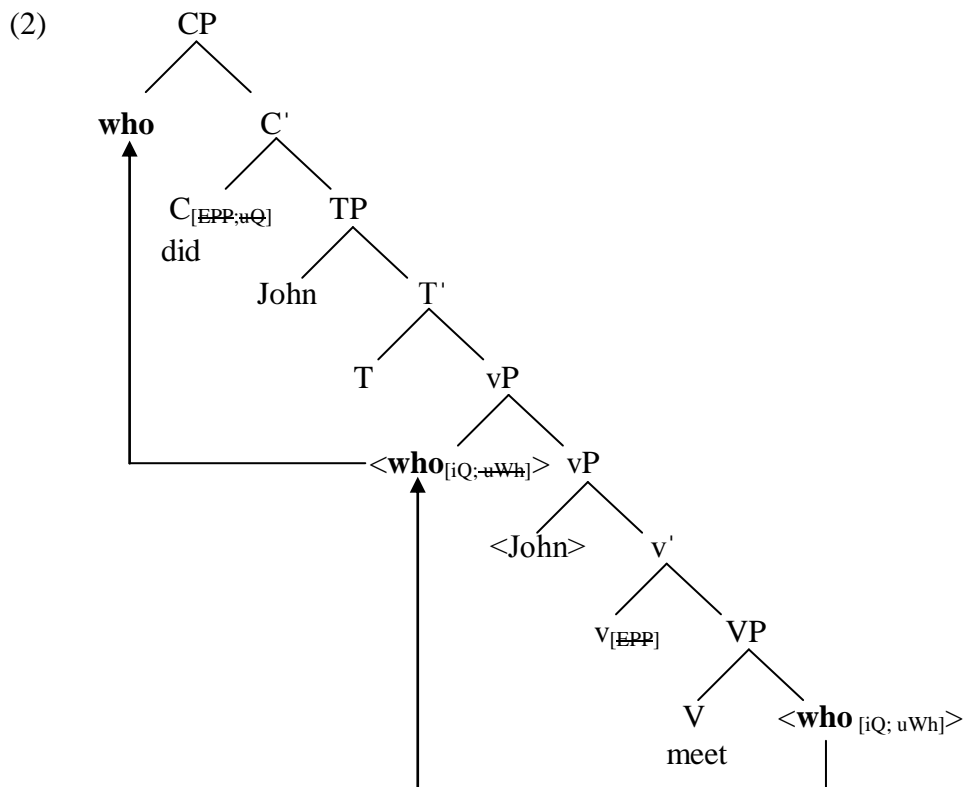 (2) CP
who C'
C[EPP;uQ] TP
did
John T'
T vP
<who[iQ; uWh]> vP
<John> v'
v[EPP] VP
V <who [iQ; uWh]>
meet